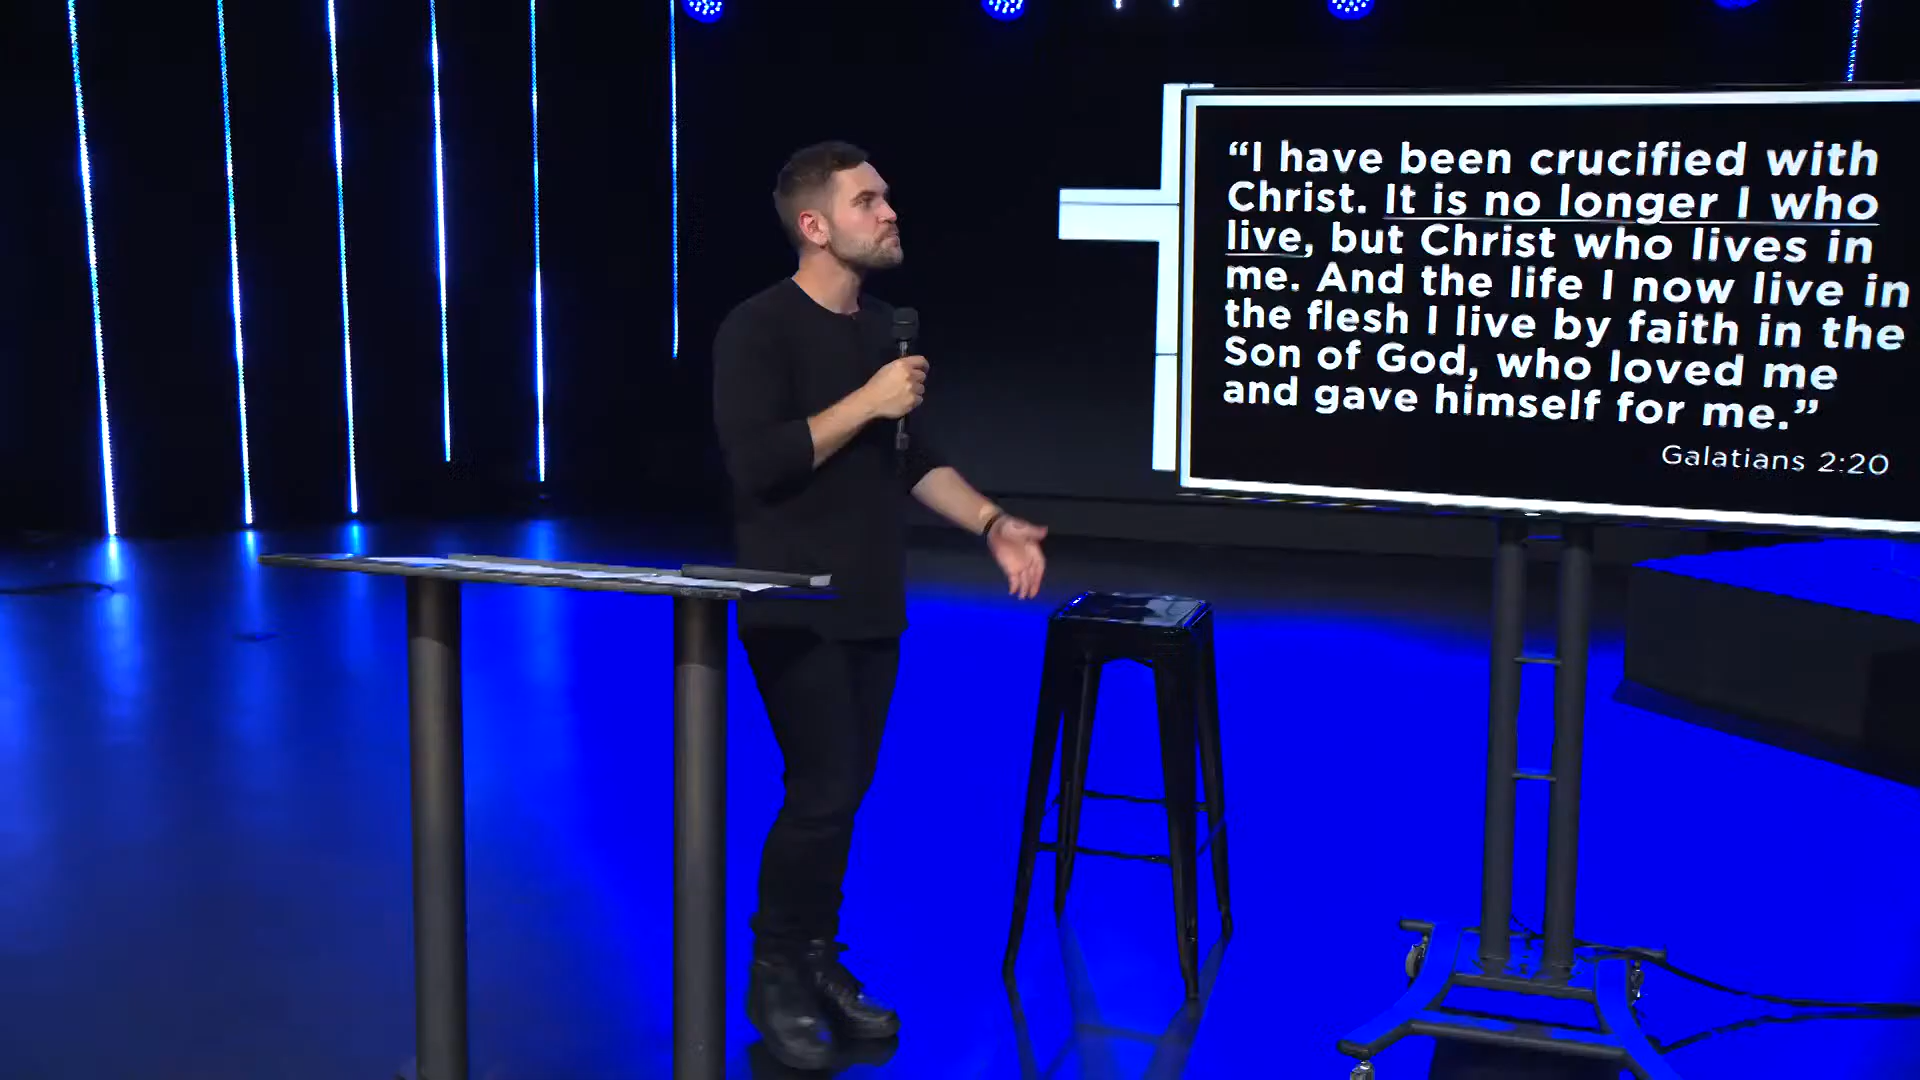 “I have been crucified with
Christ. It is no longer I who
live, but Christ who lives in
me. And the life I now live in
the flesh I live by faith in the
Son of God, who loved me
and gave himself for me.”
Galatians 2:20